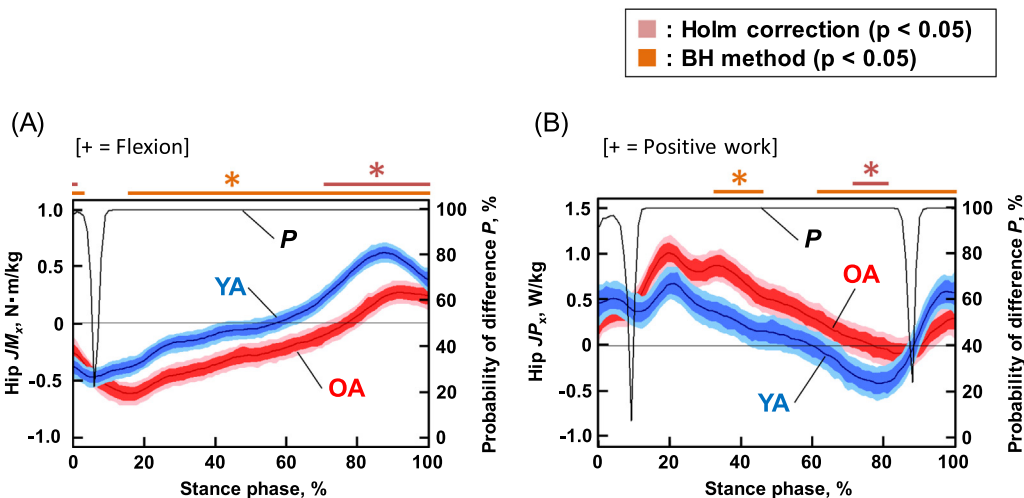 : Holm correction (p < 0.05)
: BH method (p < 0.05)
(A)
[+ = Flexion]
*
*
1.0
0.5
0
-0.5
-1.0
Hip JMx, N·m/kg
P
YA
OA
100
80
60
40
20
0
Probability of difference P, %
0 20 40 60 80 100
Stance phase, %
(B)
[+ = Positive work]
*
*
1.5
1.0
0.5
0
-0.5
-1.0
Hip JPx, W/kg
P
OA
YA
100
80
60
40
20
0
Probability of difference P, %
0 20 40 60 80 100
Stance phase, %